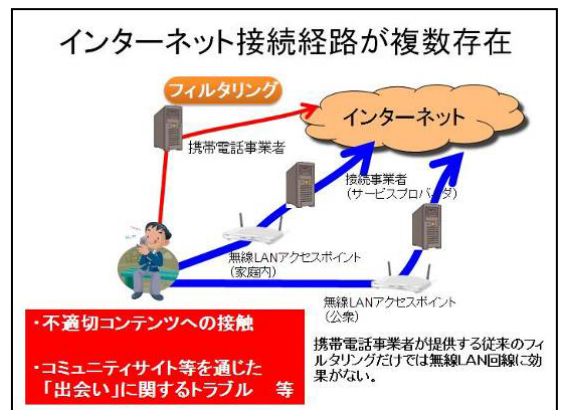 インターネット接続経路が複数存在
フィルタリング
インターネット
携帯電話事業者
接続事業者
(サービスプロバイダ)
無線LANアクセスポイント
(家庭内)
無線LANアクセスポイント
(公衆)
・不適切コンテンツへの接触
・コミュニティサイト等を通じた
「出会い」に関するトラブル　等
携帯電話事業者が提供する従来のフィ
ルタリングだけでは無線LAN回線に効
果がない。